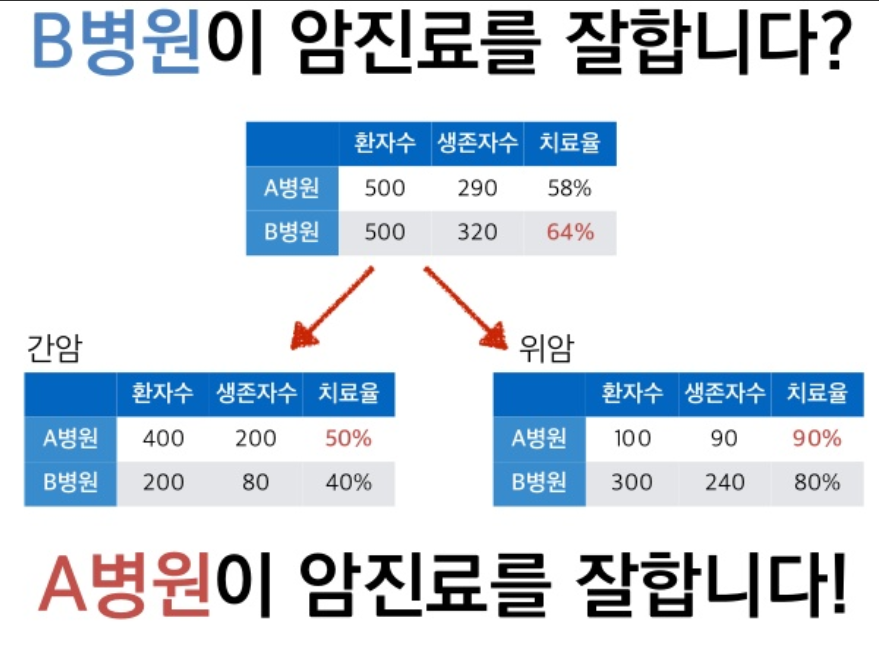 B병원이 암진료를 잘합니다?
환자수 생존자수 치료율
A병원 500 290 58%
B병원 500 320 64%
간암
환자수 생존자수 치료율
A병원 400 200 50%
B병원 200 80 40%
위암
환자수 생존자수 치료율
A병원 100 90 90%
B병원 300 240 80%
A병원이 암진료를 잘합니다!